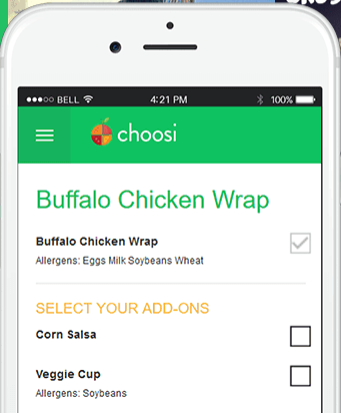 BELL 4:21 PM 100%
choosi
Buffalo Chicken Wrap
Buffalo Chicken Wrap
Allergens: Eggs Milk Soybeans Wheat
SELECT YOUR ADD-ONS
Corn Salsa
Veggie Cup
Allergens: Soybeans